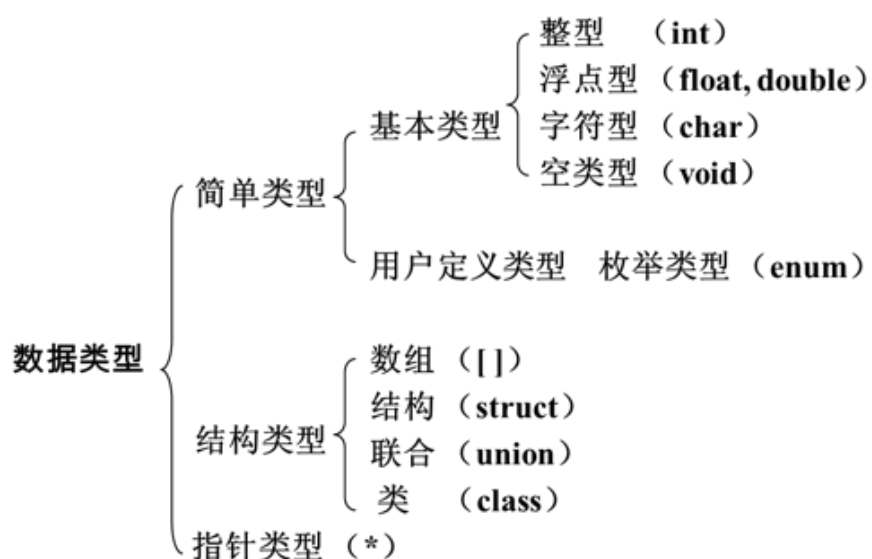 整型 （int）
浮点型（float, double）
基本类型
字符型（char）
空类型（void）
简单类型
用户定义类型 枚举类型（enum）
数据类型
数组（[ ]）
结构（struct）
结构类型
联合（union）
类 （class）
指针类型（*）